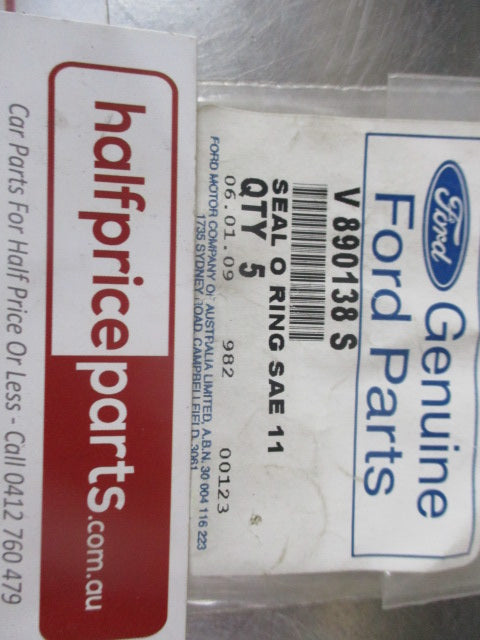 Ford
Genuine
Ford Parts
V 890138 S
SEAL O RING SAE 11
QTY 5
06.01.09 982 00123
FORD MOTOR COMPANY OF AUSTRALIA LIMITED, A.B.N. 30 004 116 223
1735 SYDNEY ROAD, CAMPBELLFIELD, 3061
halfpriceparts.com.au
Car Parts For Half Price Or Less - Call 0412 760 479